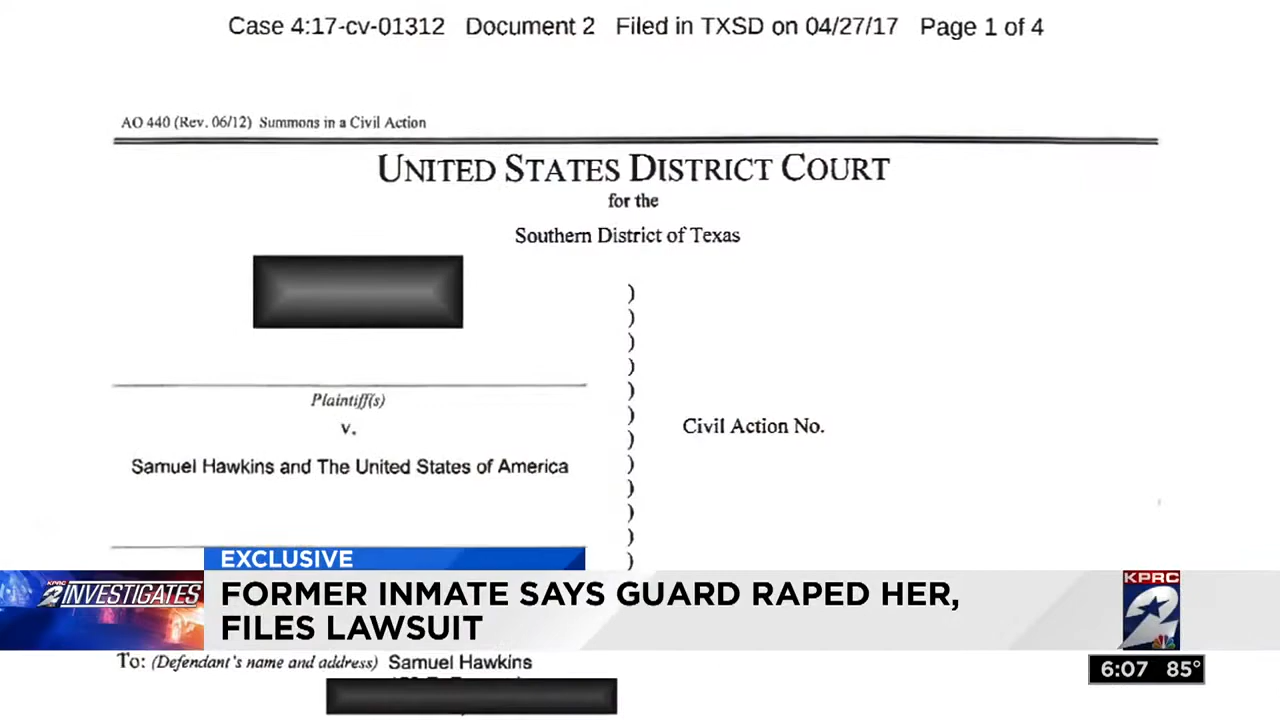 Case 4:17-cv-01312 Document 2 Filed in TXSD on 04/27/17 Page 1 of 4
AO 440 (Rev. 06/12) Summons in a Civil Action
UNITED STATES DISTRICT COURT
for the
Southern District of Texas
)
)
)
)
)
)
)
)
)
)
)
)
Plaintiff(s)
v.
Civil Action No.
Samuel Hawkins and The United States of America
EXCLUSIVE
KPRC 2 INVESTIGATES
FORMER INMATE SAYS GUARD RAPED HER,
FILES LAWSUIT
KPRC
2
To: (Defendant's name and address) Samuel Hawkins
6:07 85°